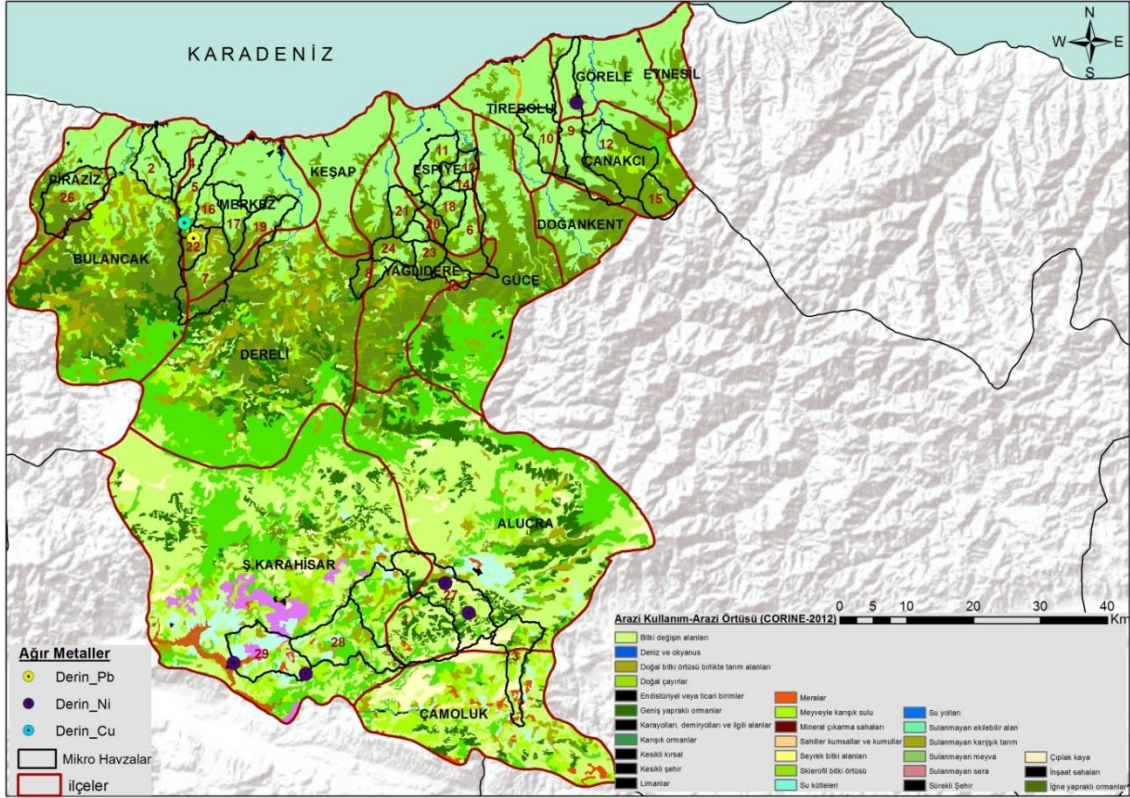 KARADENİZ
N
W E
S
GÖRELE
EYNESİL
TİREBOLU
10
9
12
ÇANAKCI
15
PİRAZİZ
26
2
4
5
16
MERKEZ
17
19
KEŞAP
11
ESPİYE
13
14
21
18
20
6
DOĞANKENT
BULANCAK
22
7
24
23
8
YAĞLIDERE
GÜCE
DERELİ
ALUCRA
Ş.KARAHİSAR
27
28
29
3
ÇAMOLUK
Ağır Metaller
Derin_Pb
Derin_Ni
Derin_Cu
Mikro Havzalar
ilçeler
Arazi Kullanım-Arazi Örtüsü (CORINE-2012)
0 5 10 20 30 40
Km
Bitki değişin alanları
Deniz ve okyanus
Doğal bitki örtüsü birlikte tarım alanları
Doğal çayırlar
Endistüriyel veya ticari birimler
Geniş yapraklı ormanlar
Karayolları, demiryolları ve ilgili alanlar
Karışık ormanlar
Kesikli kırsal
Kesikli şehir
Limanlar
Meralar
Meyveyle karışık sulu
Mineral çıkarma sahaları
Sahiller kumsallar ve kumullar
Seyrek bitki alanları
Sklerofil bitki örtüsü
Su kütleleri
Su yolları
Sulanmayan ekilebilir alan
Sulanmayan karışık tarım
Sulanmayan meyva
Sulanmayan sera
Sürekli Şehir
Çıplak kaya
İnşaat sahaları
İğne yapraklı ormanlar